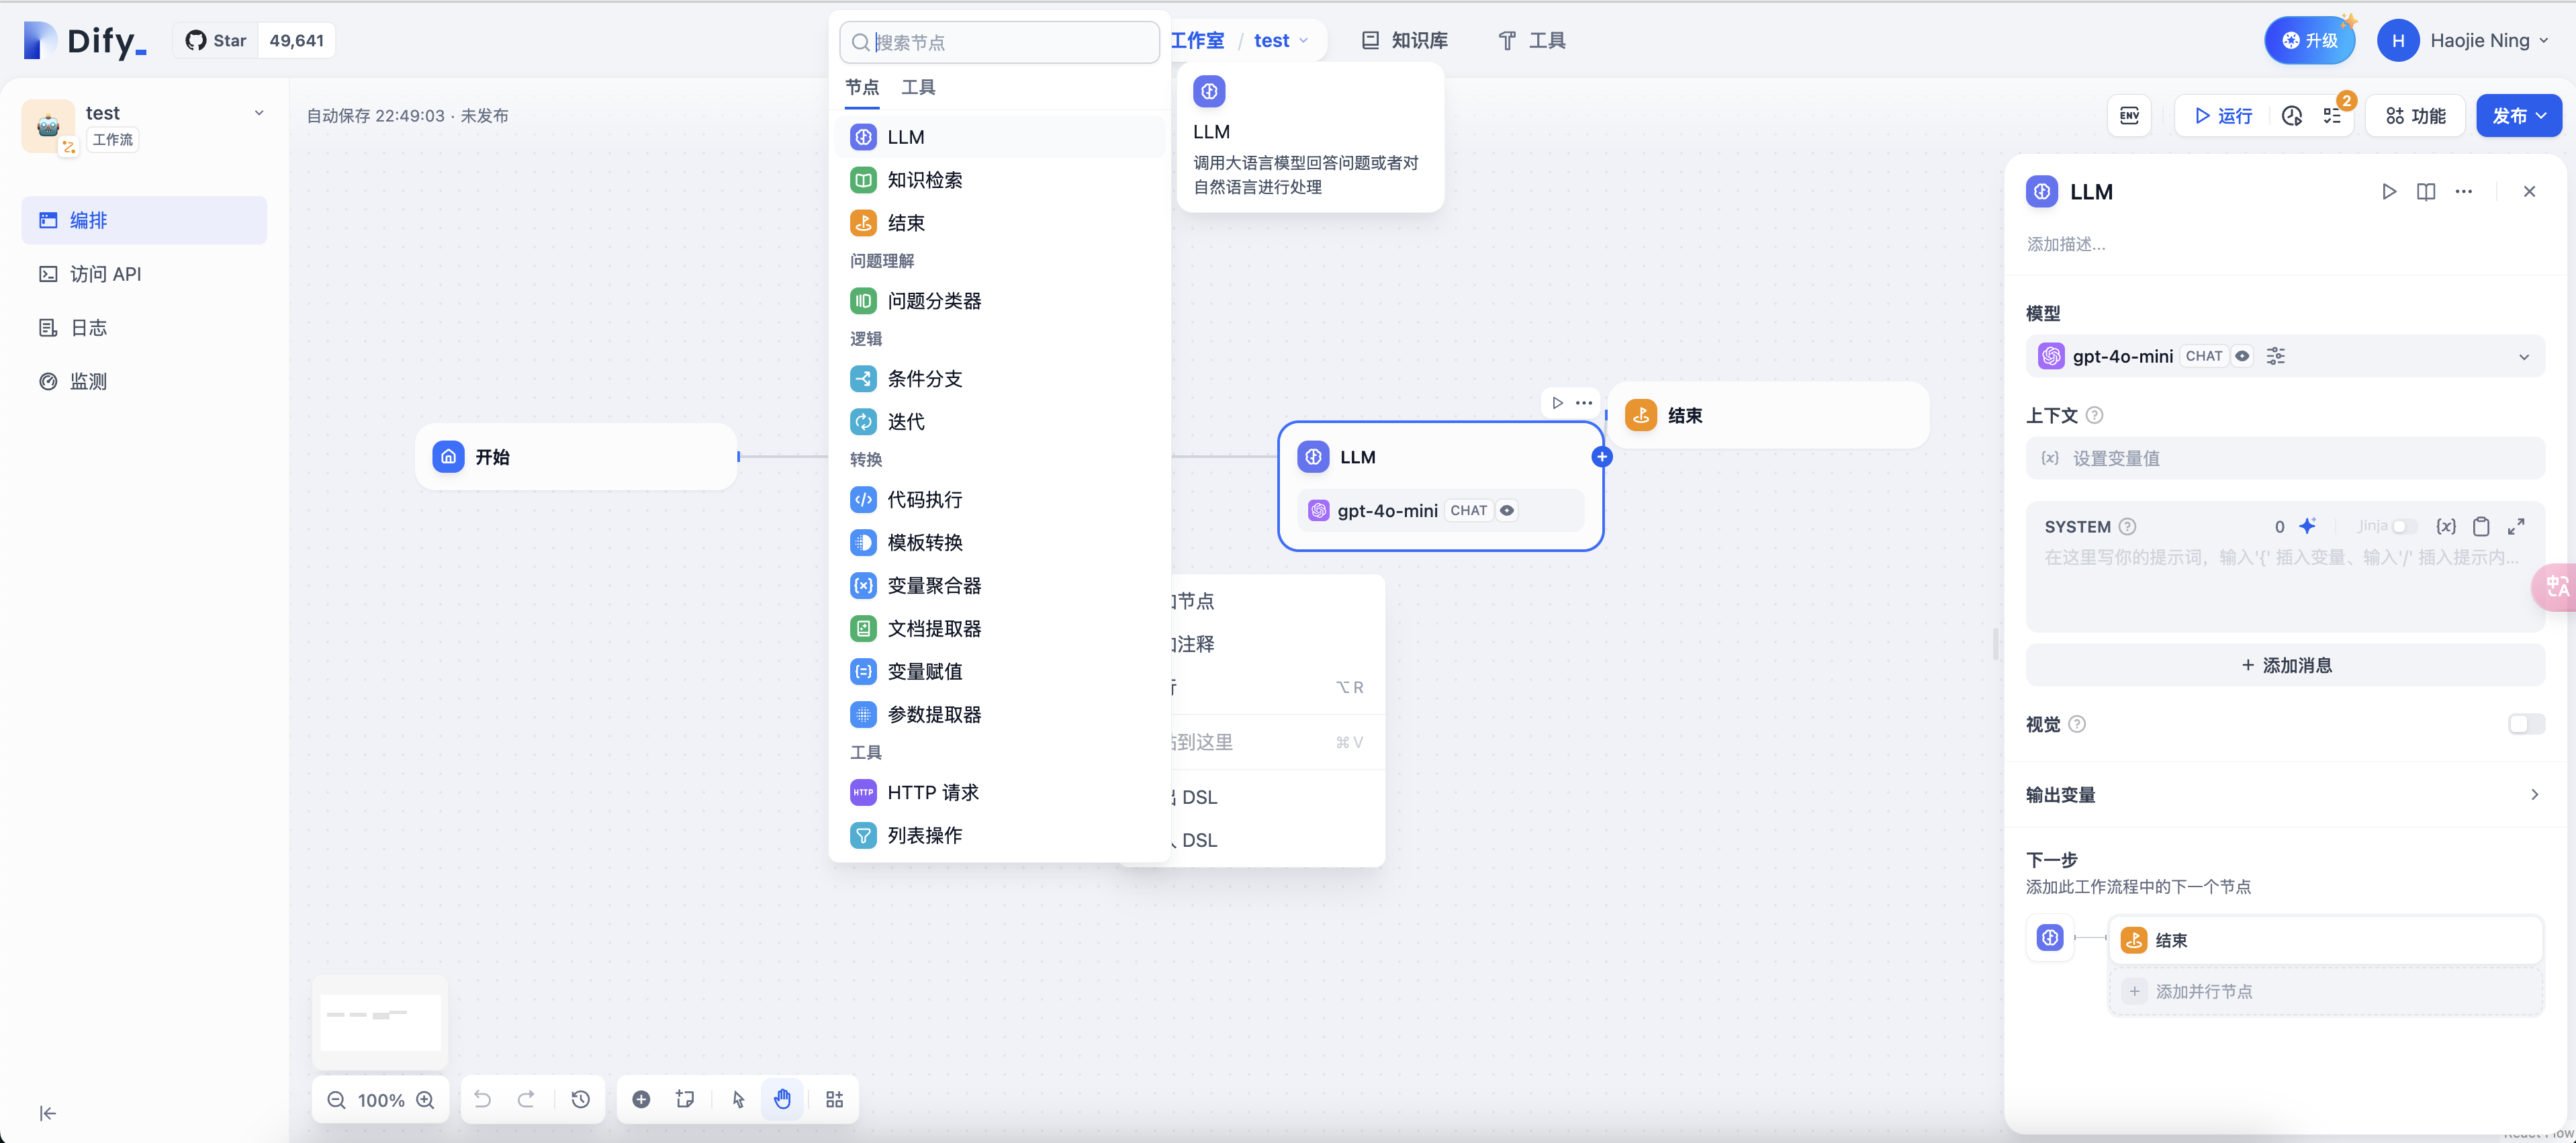 Dify_
Star 49,641
搜索节点
工作室 / test
知识库
工具
升级
H Haojie Ning
test
工作流
编排
访问 API
日志
监测
自动保存 22:49:03 · 未发布
ENV
运行
2
功能
发布
节点 工具
LLM
知识检索
结束
问题理解
问题分类器
逻辑
条件分支
迭代
转换
代码执行
模板转换
变量聚合器
文档提取器
变量赋值
参数提取器
工具
HTTP HTTP 请求
列表操作
LLM
调用大语言模型回答问题或者对
自然语言进行处理
开始
LLM
gpt-4o-mini CHAT
结束
节点
注释
⌥ R
到这里 ⌘ V
DSL
DSL
100%
LLM
添加描述...
模型
gpt-4o-mini CHAT
上下文
{x} 设置变量值
SYSTEM 0 Jinja {x}
在这里写你的提示词，输入'{' 插入变量、输入'/' 插入提示内...
+ 添加消息
视觉
输出变量
下一步
添加此工作流程中的下一个节点
结束
+ 添加并行节点